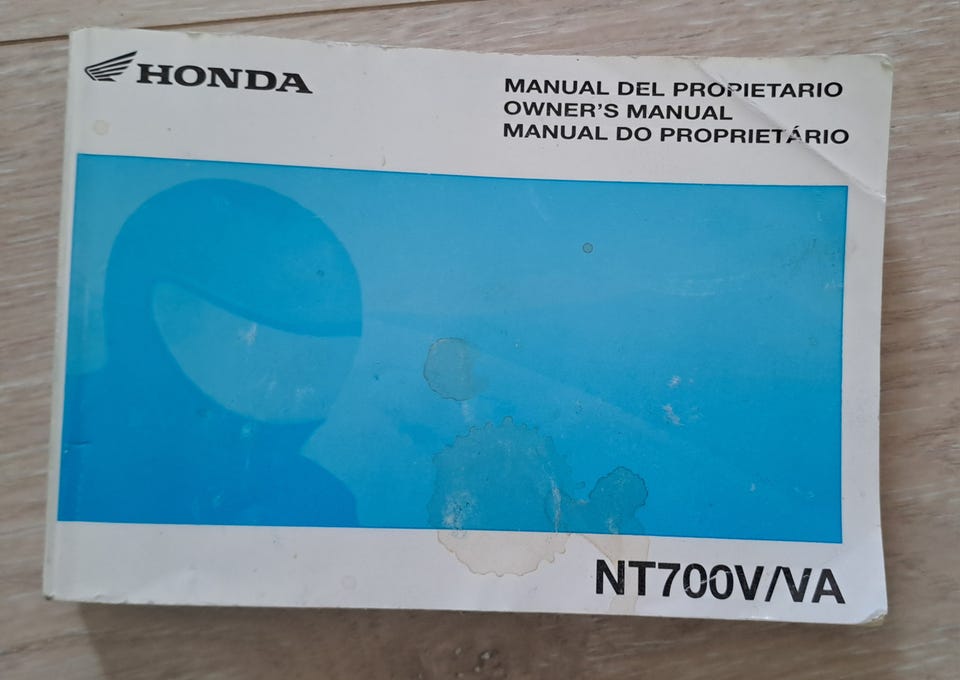 HONDA
MANUAL DEL PROPIETARIO
OWNER'S MANUAL
MANUAL DO PROPRIETÁRIO
NT700V/VA